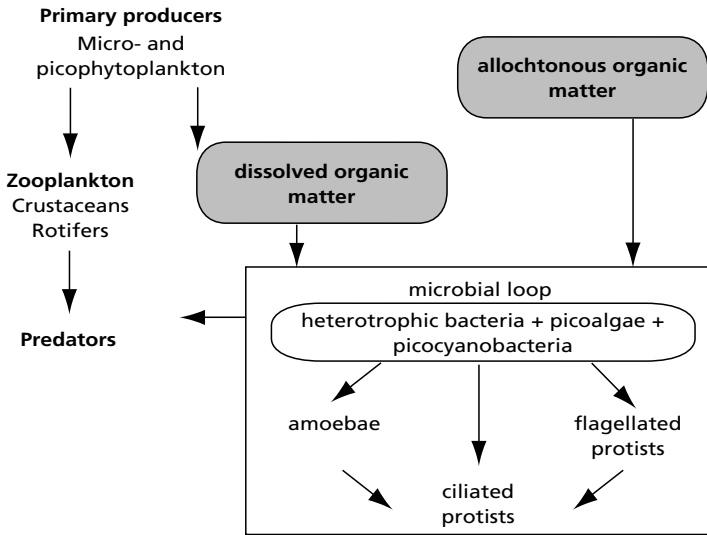 Primary producers
Micro- and
picophytoplankton
allochtonous organic
matter
dissolved organic
matter
Zooplankton
Crustaceans
Rotifers
Predators
microbial loop
heterotrophic bacteria + picoalgae +
picocyanobacteria
amoebae
flagellated
protists
ciliated
protists